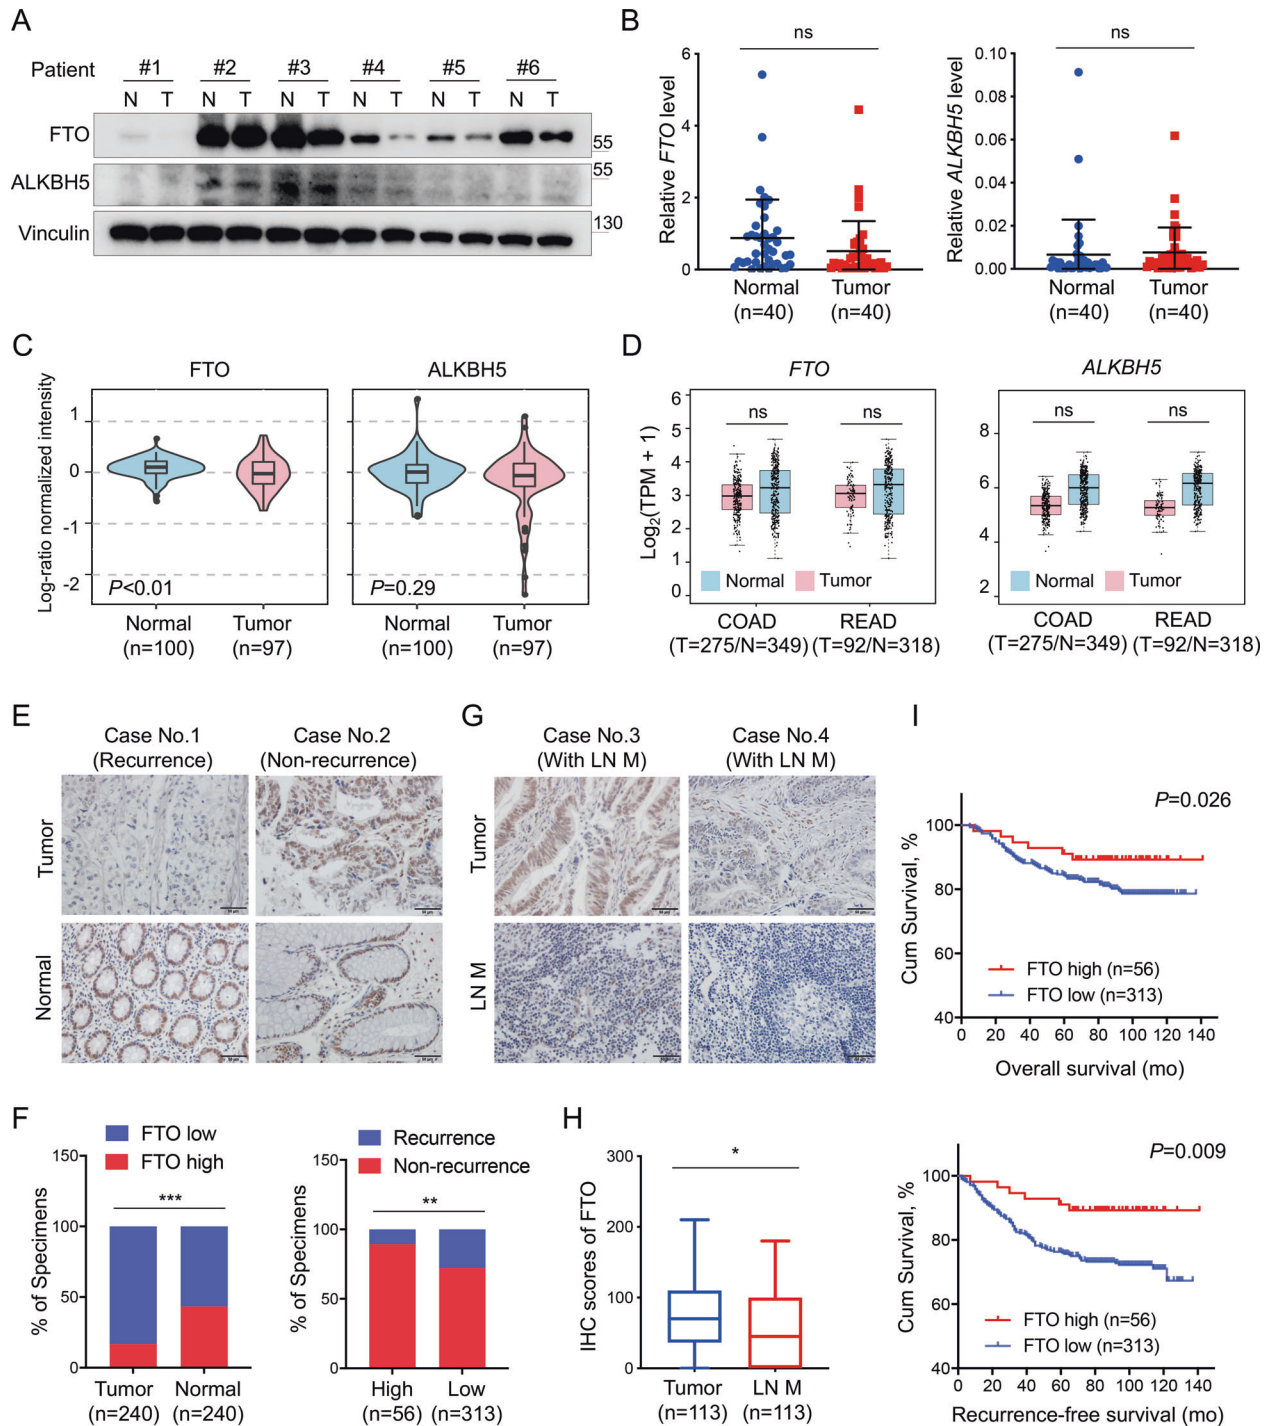 A
Patient #1 #2 #3 #4 #5 #6
N T N T N T N T N T N T
FTO
55
ALKBH5
55
Vinculin
130
B
ns
Relative FTO level
6
4
2
0
Normal
(n=40)
Tumor
(n=40)
ns
Relative ALKBH5 level
0.10
0.08
0.06
0.04
0.02
0.00
Normal
(n=40)
Tumor
(n=40)
C
FTO
ALKBH5
Log-ratio normalized intensity
1
0
-1
-2
P<0.01
P=0.29
Normal
(n=100)
Tumor
(n=97)
Normal
(n=100)
Tumor
(n=97)
D
FTO
Log2(TPM + 1)
6
5
4
3
2
1
0
ns
ns
Normal
Tumor
COAD
(T=275/N=349)
READ
(T=92/N=318)
ALKBH5
8
6
4
2
ns
ns
Normal
Tumor
COAD
(T=275/N=349)
READ
(T=92/N=318)
E
Case No.1
(Recurrence)
Case No.2
(Non-recurrence)
Tumor
Normal
G
Case No.3
(With LN M)
Case No.4
(With LN M)
Tumor
LN M
I
P=0.026
Cum Survival, %
100
80
60
40
FTO high (n=56)
FTO low (n=313)
0 20 40 60 80 100 120 140
Overall survival (mo)
P=0.009
Cum Survival, %
100
80
60
40
FTO high (n=56)
FTO low (n=313)
0 20 40 60 80 100 120 140
Recurrence-free survival (mo)
F
FTO low
FTO high
% of Specimens
150
100
50
0
***
Tumor
(n=240)
Normal
(n=240)
Recurrence
Non-recurrence
% of Specimens
150
100
50
0
**
High
(n=56)
Low
(n=313)
H
IHC scores of FTO
300
200
100
0
*
Tumor
(n=113)
LN M
(n=113)